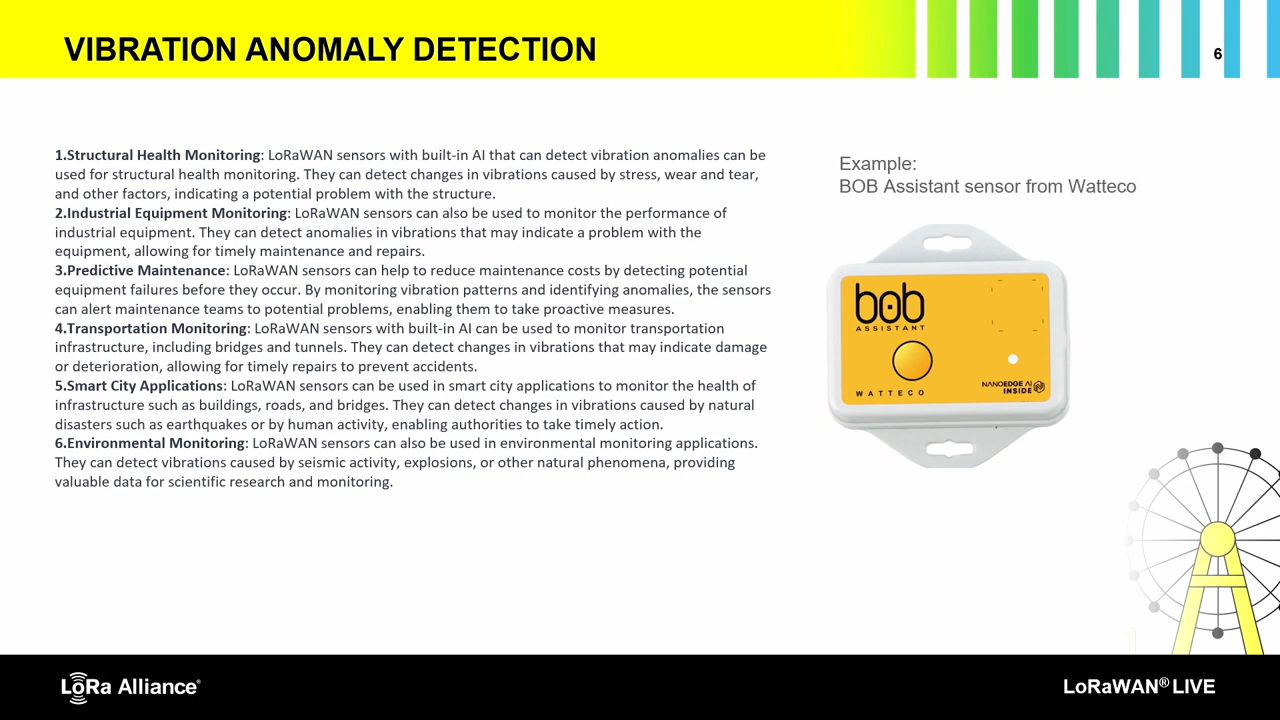 VIBRATION ANOMALY DETECTION
6
1.Structural Health Monitoring: LoRaWAN sensors with built-in AI that can detect vibration anomalies can be
used for structural health monitoring. They can detect changes in vibrations caused by stress, wear and tear,
and other factors, indicating a potential problem with the structure.
2.Industrial Equipment Monitoring: LoRaWAN sensors can also be used to monitor the performance of
industrial equipment. They can detect anomalies in vibrations that may indicate a problem with the
equipment, allowing for timely maintenance and repairs.
3.Predictive Maintenance: LoRaWAN sensors can help to reduce maintenance costs by detecting potential
equipment failures before they occur. By monitoring vibration patterns and identifying anomalies, the sensors
can alert maintenance teams to potential problems, enabling them to take proactive measures.
4.Transportation Monitoring: LoRaWAN sensors with built-in AI can be used to monitor transportation
infrastructure, including bridges and tunnels. They can detect changes in vibrations that may indicate damage
or deterioration, allowing for timely repairs to prevent accidents.
5.Smart City Applications: LoRaWAN sensors can be used in smart city applications to monitor the health of
infrastructure such as buildings, roads, and bridges. They can detect changes in vibrations caused by natural
disasters such as earthquakes or by human activity, enabling authorities to take timely action.
6.Environmental Monitoring: LoRaWAN sensors can also be used in environmental monitoring applications.
They can detect vibrations caused by seismic activity, explosions, or other natural phenomena, providing
valuable data for scientific research and monitoring.
Example:
BOB Assistant sensor from Watteco
bob
ASSISTANT
WATTECO
NANOEDGE AI
INSIDE
LoRa Alliance®
LoRaWAN® LIVE